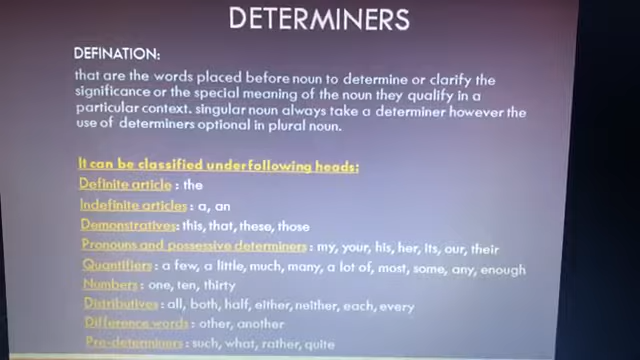 DETERMINERS
DEFINATION:
that are the words placed before noun to determine or clarify the
significance or the special meaning of the noun they qualify in a
particular context. singular noun always take a determiner however the
use of determiners optional in plural noun.
It can be classified under following heads:
Definite article : the
Indefinite articles : a, an
Demonstratives: this, that, these, those
Pronouns and possessive determiners : my, your, his, her, its, our, their
Quantifiers : a few, a little, much, many, a lot of, most, some, any, enough
Numbers : one, ten, thirty
Distributives : all, both, half, either, neither, each, every
Difference words : other, another
Pre-determiners : such, what, rather, quite